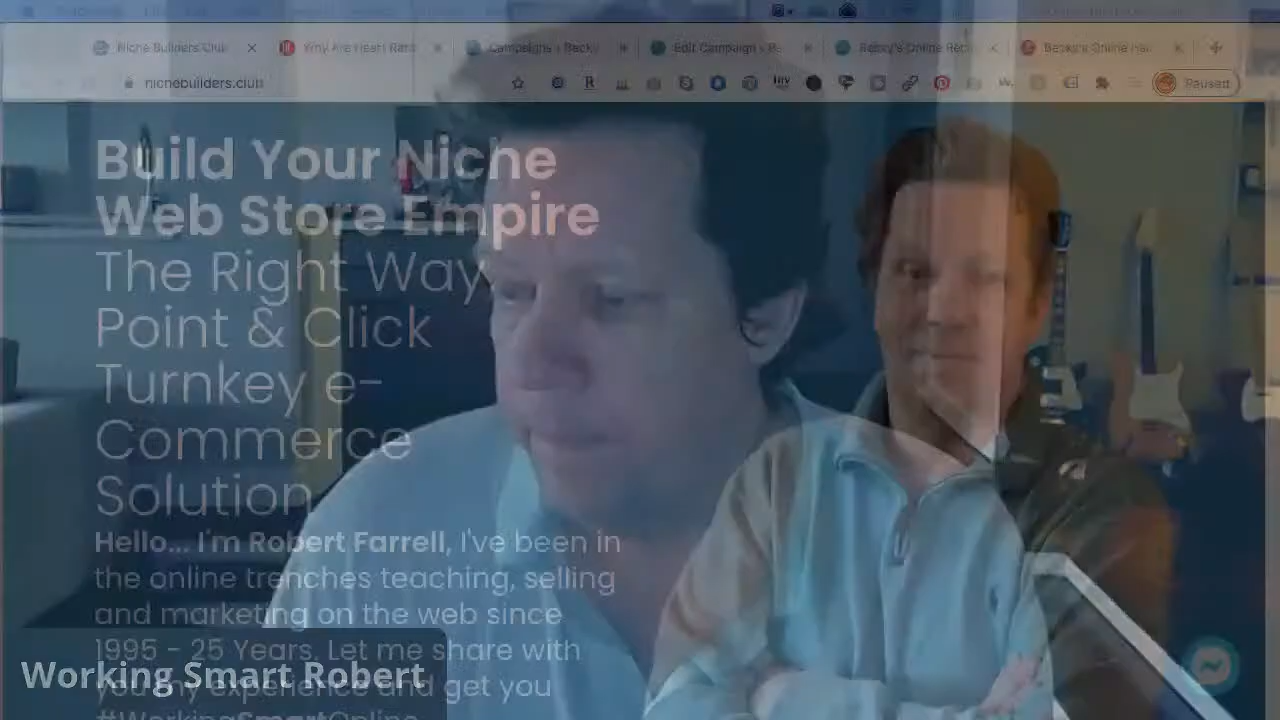 Niche Builders Club
Why Are Heart Rate
Campaigns
Edit Campaign
Becky's Online
nichebuilders.club
Paused
Build Your Niche
Web Store Empire
The Right Way
Point & Click
Turnkey e-
Commerce
Solution
Hello... I'm Robert Farrell, I've been in
the online trenches teaching, selling
and marketing on the web since
1995 - 25 Years. Let me share with
you my experience and get you
#WorkingSmartOnline
Working Smart Robert